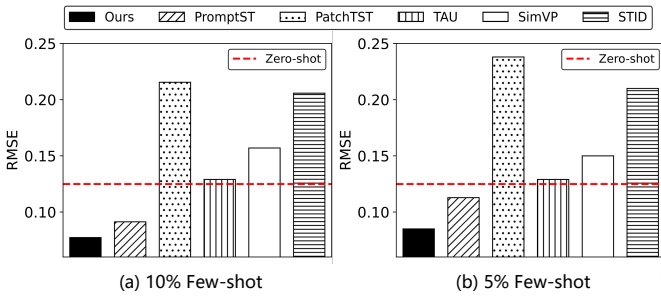 Ours PromptST PatchTST TAU SimVP STID
0.25
0.20
0.15
0.10
RMSE
Zero-shot
(a) 10% Few-shot
0.25
0.20
0.15
0.10
RMSE
Zero-shot
(b) 5% Few-shot